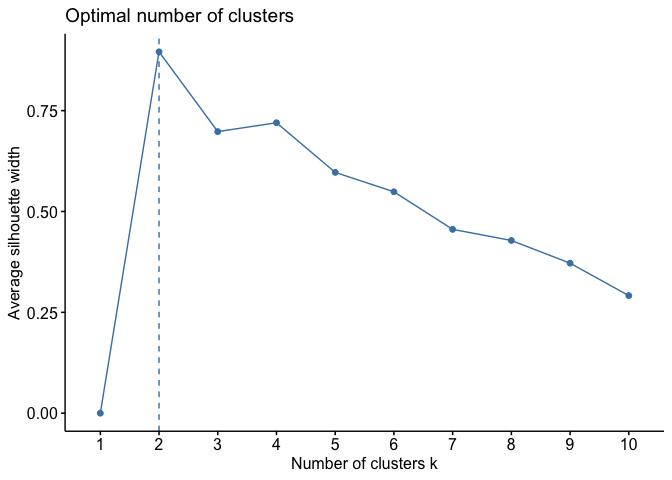 Optimal number of clusters
Average silhouette width
0.75
0.50
0.25
0.00
1 2 3 4 5 6 7 8 9 10
Number of clusters k